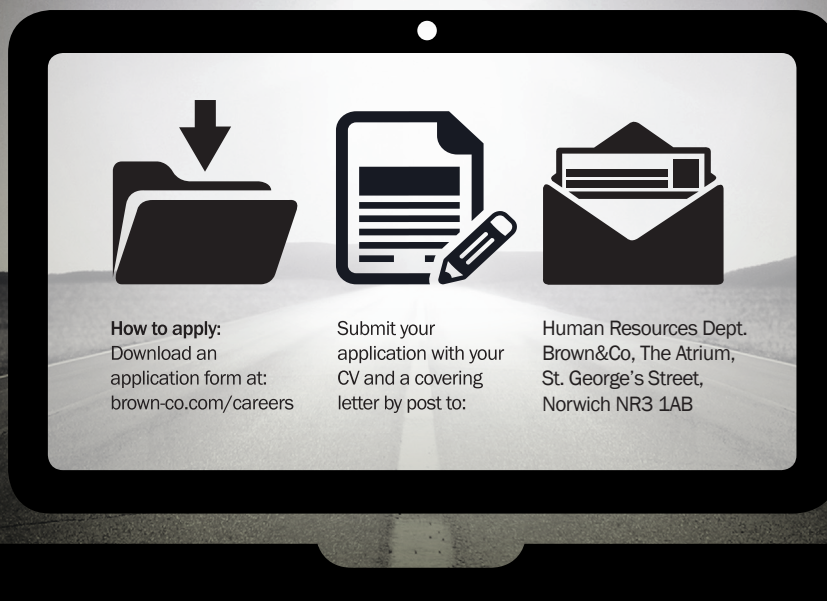 How to apply:
Download an
application form at:
brown-co.com/careers
Submit your
application with your
CV and a covering
letter by post to:
Human Resources Dept.
Brown&Co, The Atrium,
St. George’s Street,
Norwich NR3 1AB